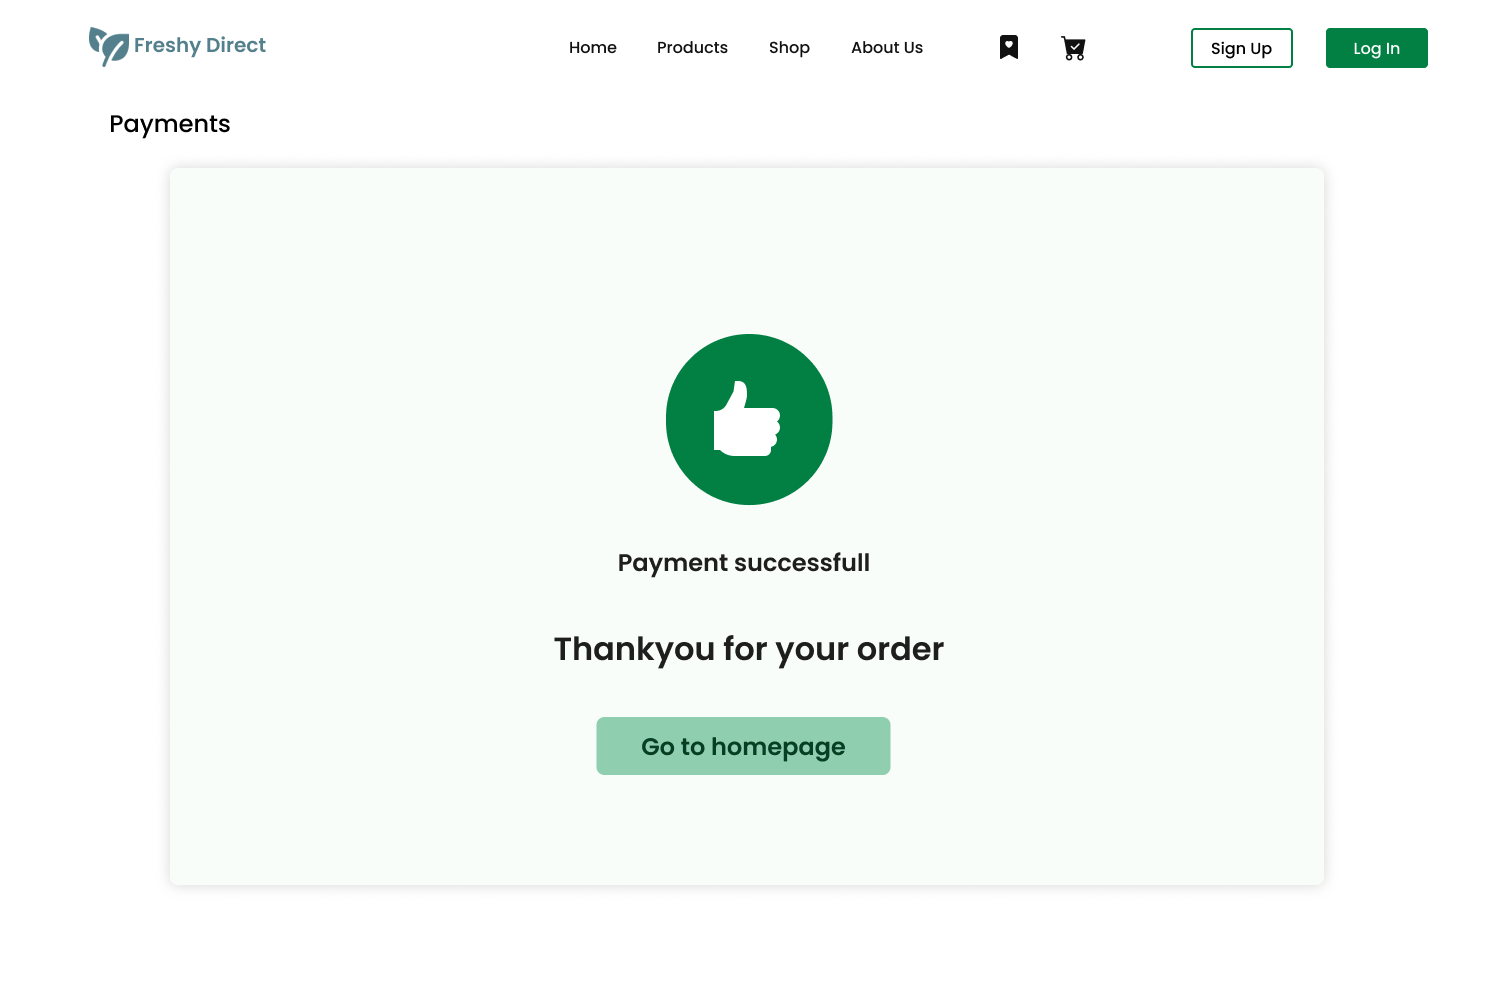 Freshy Direct
Home
Products
Shop
About Us
Sign Up
Log In
Payments
Payment successfull
Thankyou for your order
Go to homepage